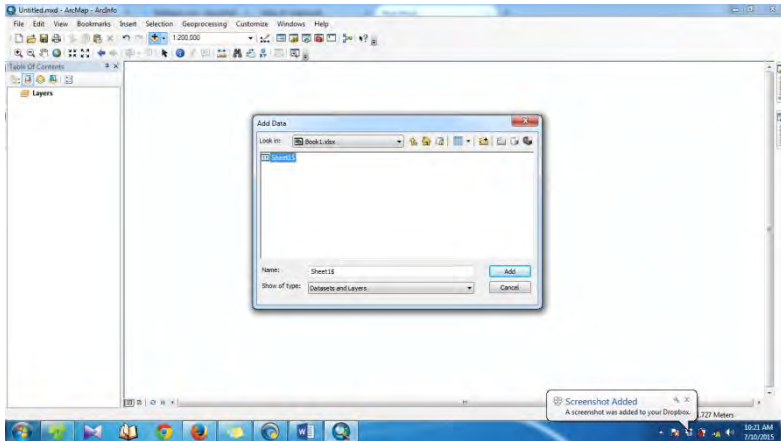 Untitled.mxd - ArcMap - ArcInfo
File Edit View Bookmarks Insert Selection Geoprocessing Customize Windows Help
1:200,000
Table Of Contents
Layers
Add Data
Look in: Book1.xlsx
Sheet1$
Name: Sheet1$
Show of type: Datasets and Layers
Add
Cancel
Screenshot Added
A screenshot was added to your Dropbox.
.727 Meters
10:21 AM
7/10/2015